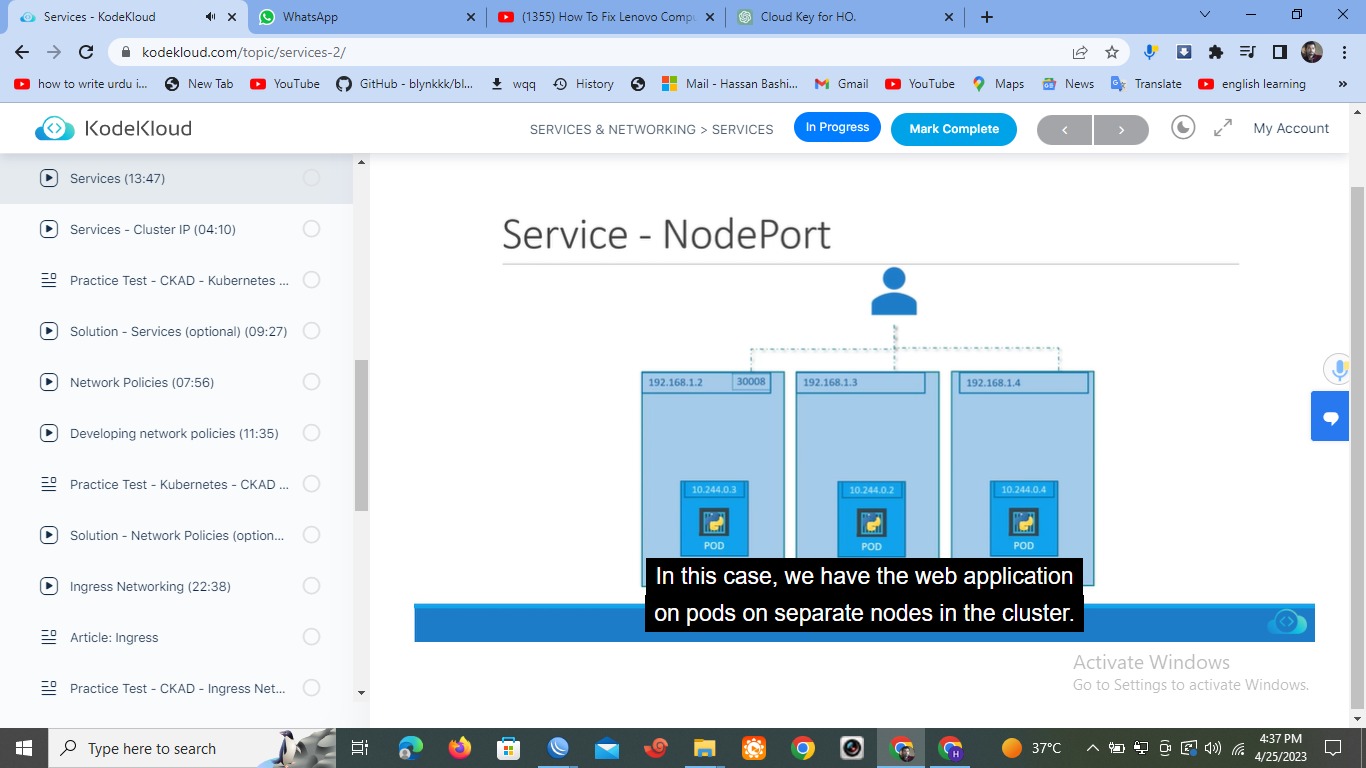 Services - KodeKloud
WhatsApp
(1355) How To Fix Lenovo Compu
Cloud Key for HO.
kodekloud.com/topic/services-2/
how to write urdu i...
New Tab
YouTube
GitHub - blynkkk/bl...
wqq
History
Mail - Hassan Bashi...
Gmail
YouTube
Maps
News
Translate
english learning
»
KodeKloud
SERVICES & NETWORKING > SERVICES
In Progress
Mark Complete
<
>
My Account
Services (13:47)
Services - Cluster IP (04:10)
Practice Test - CKAD - Kubernetes ...
Solution - Services (optional) (09:27)
Network Policies (07:56)
Developing network policies (11:35)
Practice Test - Kubernetes - CKAD ...
Solution - Network Policies (option...
Ingress Networking (22:38)
Article: Ingress
Practice Test - CKAD - Ingress Net...
Service - NodePort
192.168.1.2
30008
192.168.1.3
192.168.1.4
10.244.0.3
10.244.0.2
10.244.0.4
POD
POD
POD
In this case, we have the web application
on pods on separate nodes in the cluster.
Activate Windows
Go to Settings to activate Windows.
Type here to search
H
37°C
4:37 PM
4/25/2023